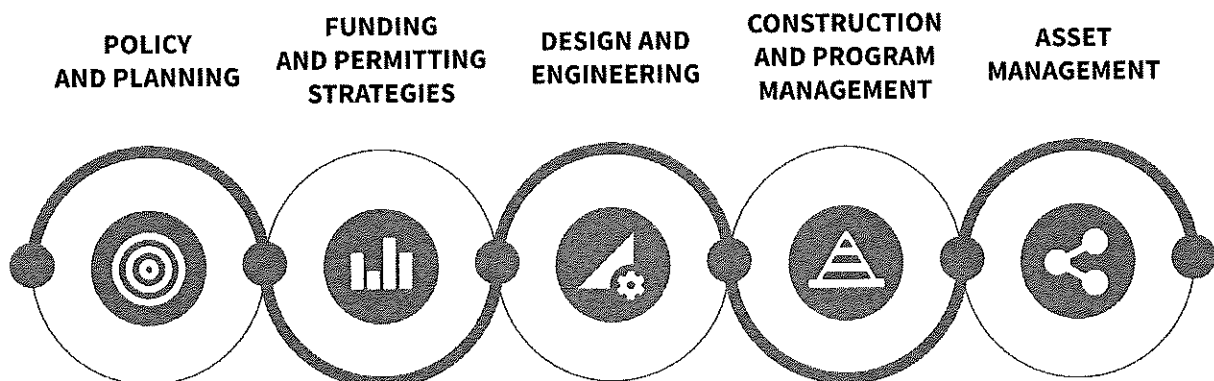 POLICY
AND PLANNING
FUNDING
AND PERMITTING
STRATEGIES
DESIGN AND
ENGINEERING
CONSTRUCTION
AND PROGRAM
MANAGEMENT
ASSET
MANAGEMENT